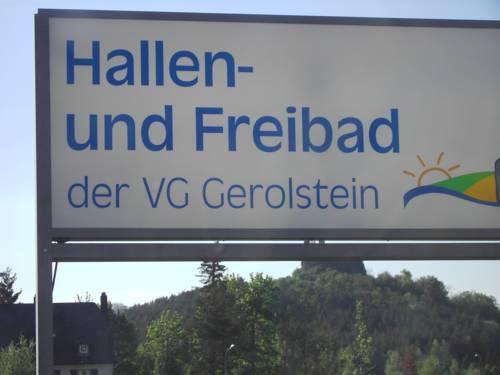 Hallen-
und Freibad
der VG Gerolstein